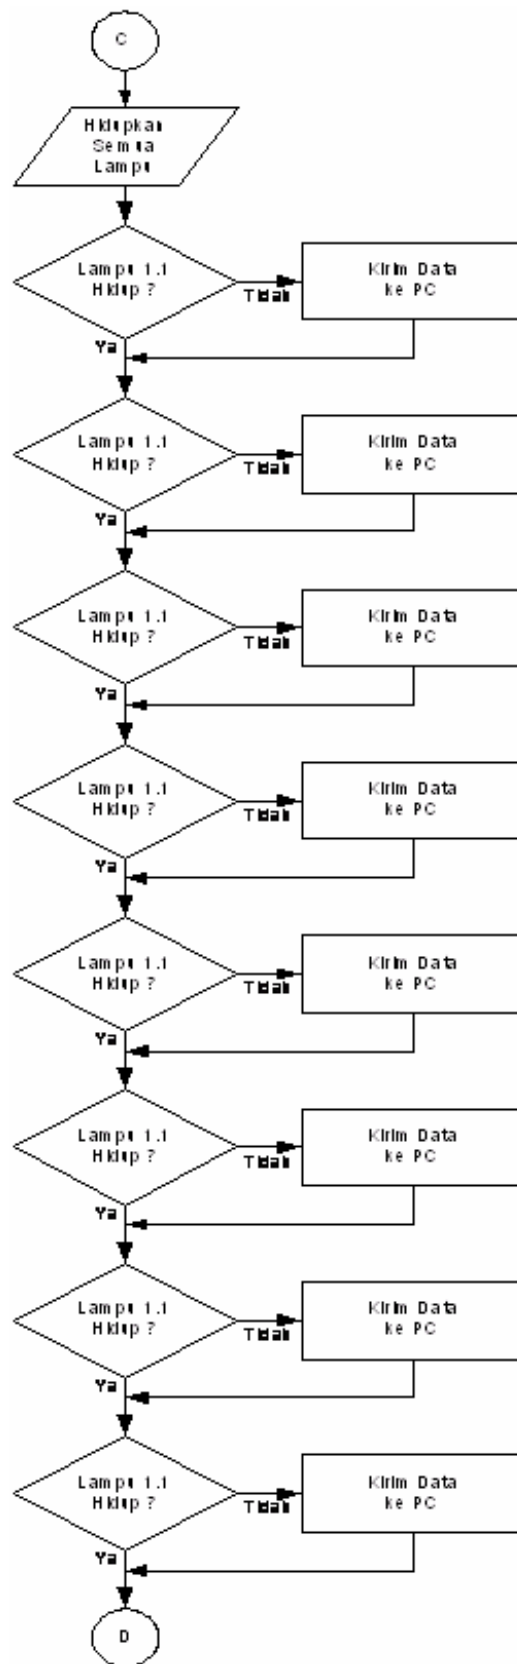 C
Hidupkan
Semua
Lampu
Lampu 1.1
Hidup ?
Tidak
Kirim Data
ke PC
Ya
Lampu 1.1
Hidup ?
Tidak
Kirim Data
ke PC
Ya
Lampu 1.1
Hidup ?
Tidak
Kirim Data
ke PC
Ya
Lampu 1.1
Hidup ?
Tidak
Kirim Data
ke PC
Ya
Lampu 1.1
Hidup ?
Tidak
Kirim Data
ke PC
Ya
Lampu 1.1
Hidup ?
Tidak
Kirim Data
ke PC
Ya
Lampu 1.1
Hidup ?
Tidak
Kirim Data
ke PC
Ya
Lampu 1.1
Hidup ?
Tidak
Kirim Data
ke PC
Ya
D